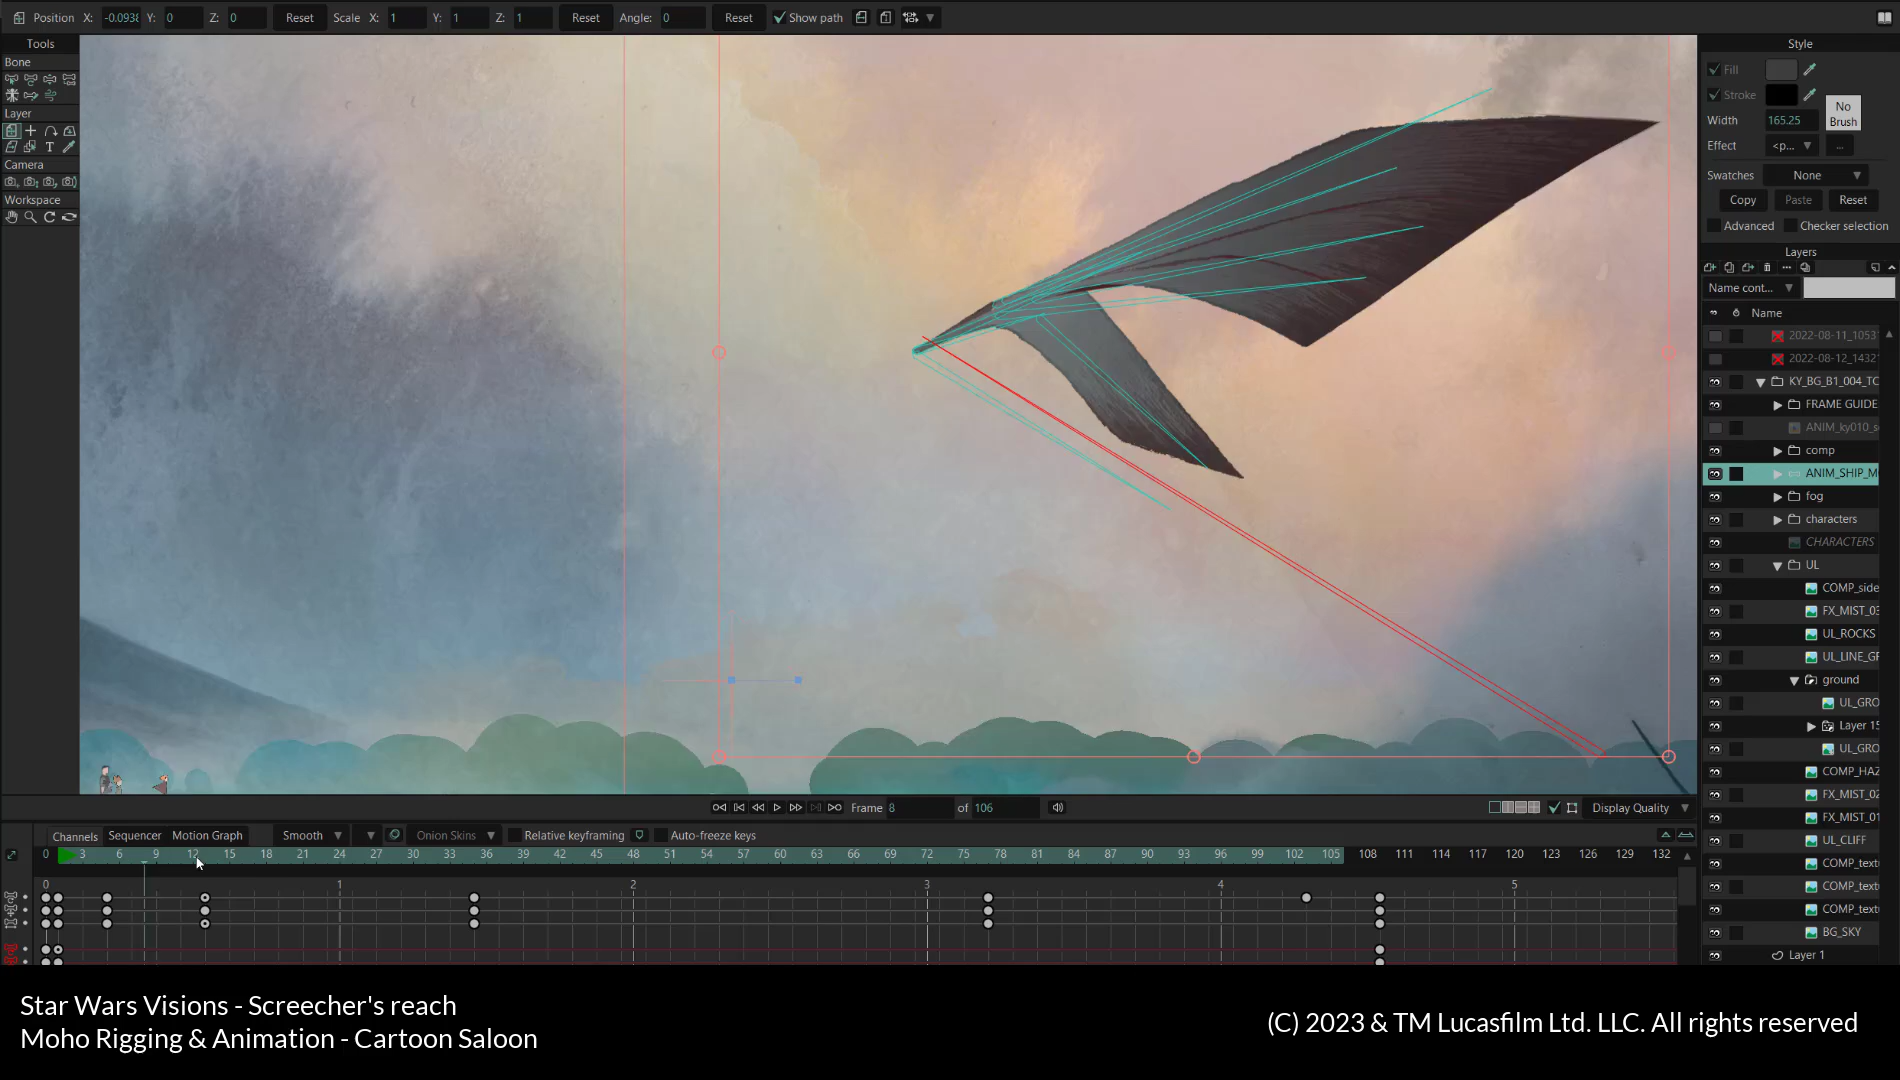 Position X: -0.0938 Y: 0 Z: 0 Reset Scale X: 1 Y: 1 Z: 1 Reset Angle: 0 Reset Show path
Tools
Bone
Layer
T
Camera
Workspace
Style
Fill
Stroke
No
Brush
Width 165.25
Effect <p... ...
Swatches None
Copy Paste Reset
Advanced Checker selection
Layers
Name cont...
Name
2022-08-11_1053
2022-08-12_1432
KY_BG_B1_004_TC
FRAME GUIDE
ANIM_ky010_s
comp
ANIM_SHIP_M
fog
characters
CHARACTERS
UL
COMP_side
FX_MIST_03
UL_ROCKS
UL_LINE_GF
ground
UL_GRO
Layer 15
UL_GRO
COMP_HAZ
FX_MIST_02
FX_MIST_01
UL_CLIFF
COMP_text
COMP_text
COMP_text
BG_SKY
Layer 1
Frame 8 of 106 Display Quality
Channels Sequencer Motion Graph Smooth Onion Skins Relative keyframing Auto-freeze keys
0 3 6 9 12 15 18 21 24 27 30 33 36 39 42 45 48 51 54 57 60 63 66 69 72 75 78 81 84 87 90 93 96 99 102 105 108 111 114 117 120 123 126 129 132
0 1 2 3 4 5
Star Wars Visions - Screecher's reach
Moho Rigging & Animation - Cartoon Saloon
(C) 2023 & TM Lucasfilm Ltd. LLC. All rights reserved